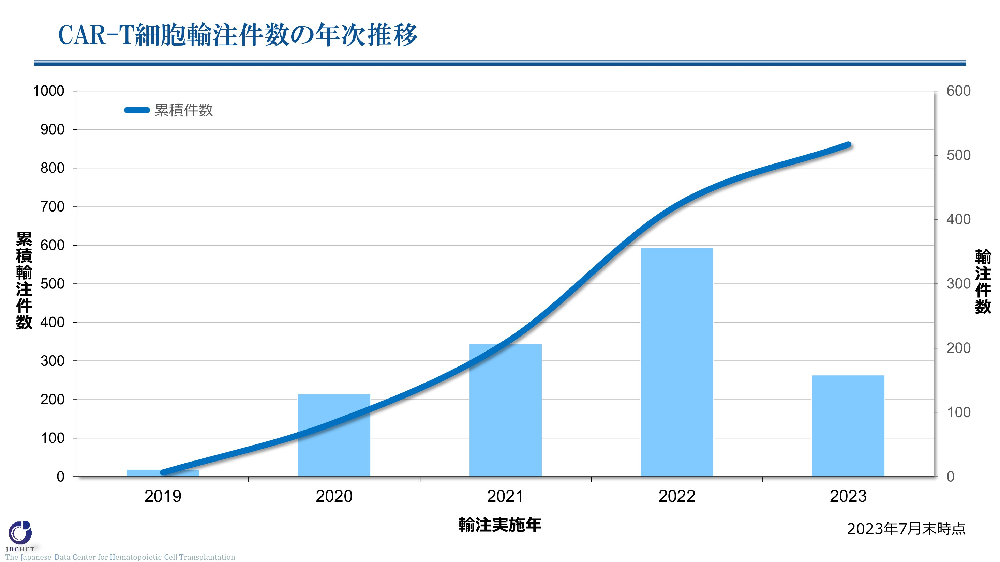 CAR-T細胞輸注件数の年次推移
累積件数
累積輸注件数
1000
900
800
700
600
500
400
300
200
100
0
600
500
400
300
200
100
0
輸注件数
2019 2020 2021 2022 2023
輸注実施年
2023年7月末時点
JDCHCT
The Japanese Data Center for Hematopoietic Cell Transplantation